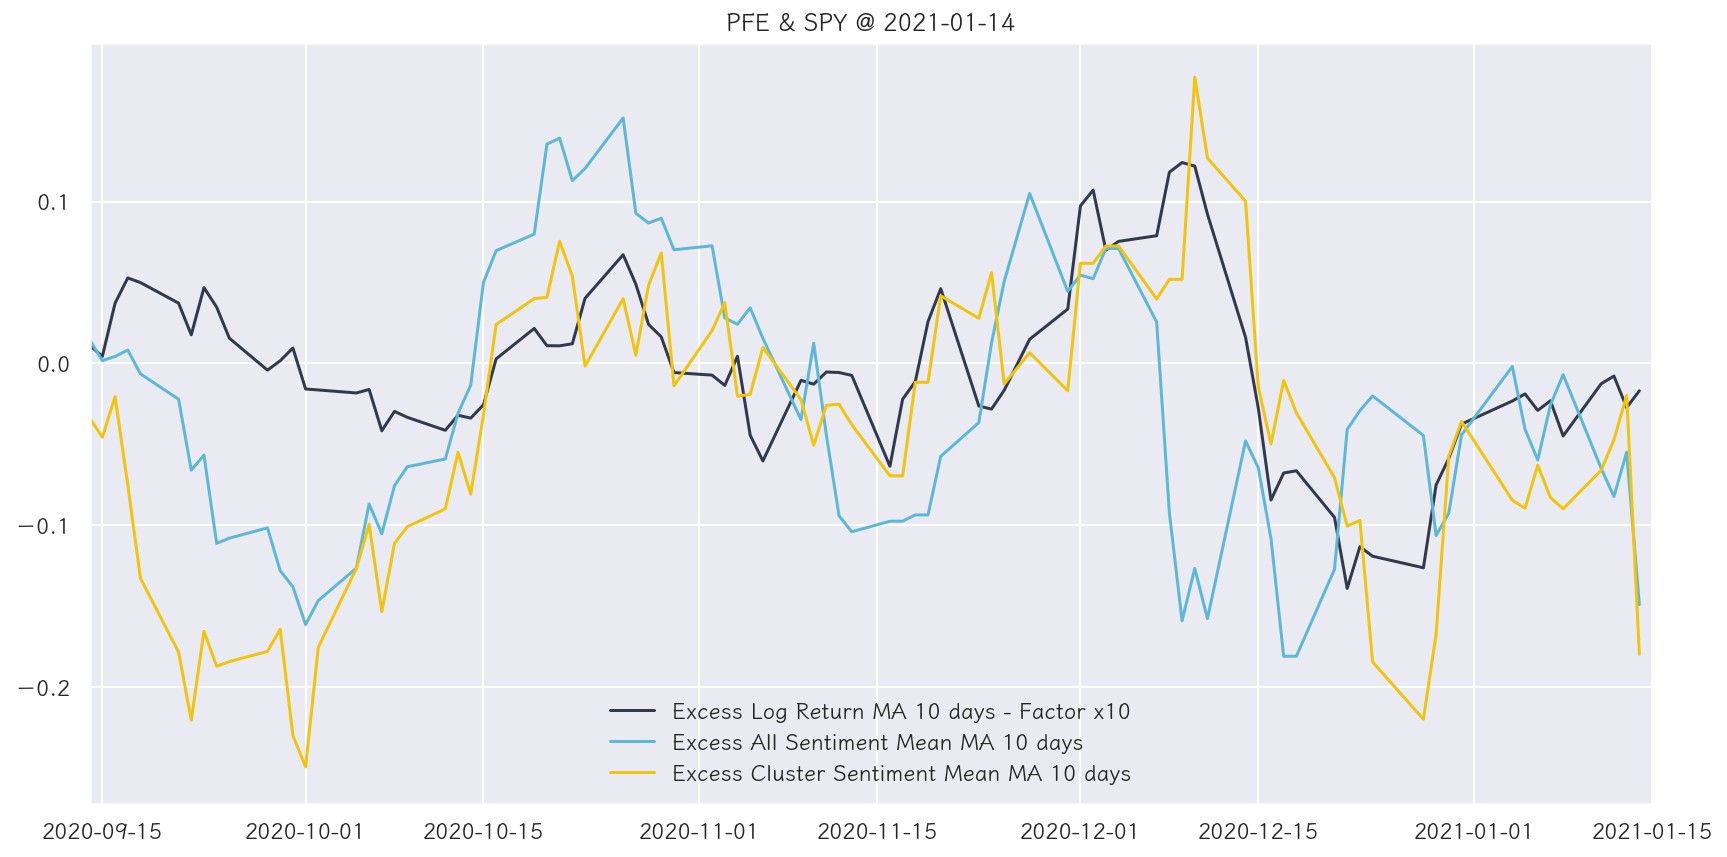 PFE & SPY @ 2021-01-14
0.1
0.0
−0.1
−0.2
Excess Log Return MA 10 days - Factor x10
Excess All Sentiment Mean MA 10 days
Excess Cluster Sentiment Mean MA 10 days
2020-09-15 2020-10-01 2020-10-15 2020-11-01 2020-11-15 2020-12-01 2020-12-15 2021-01-01 2021-01-15